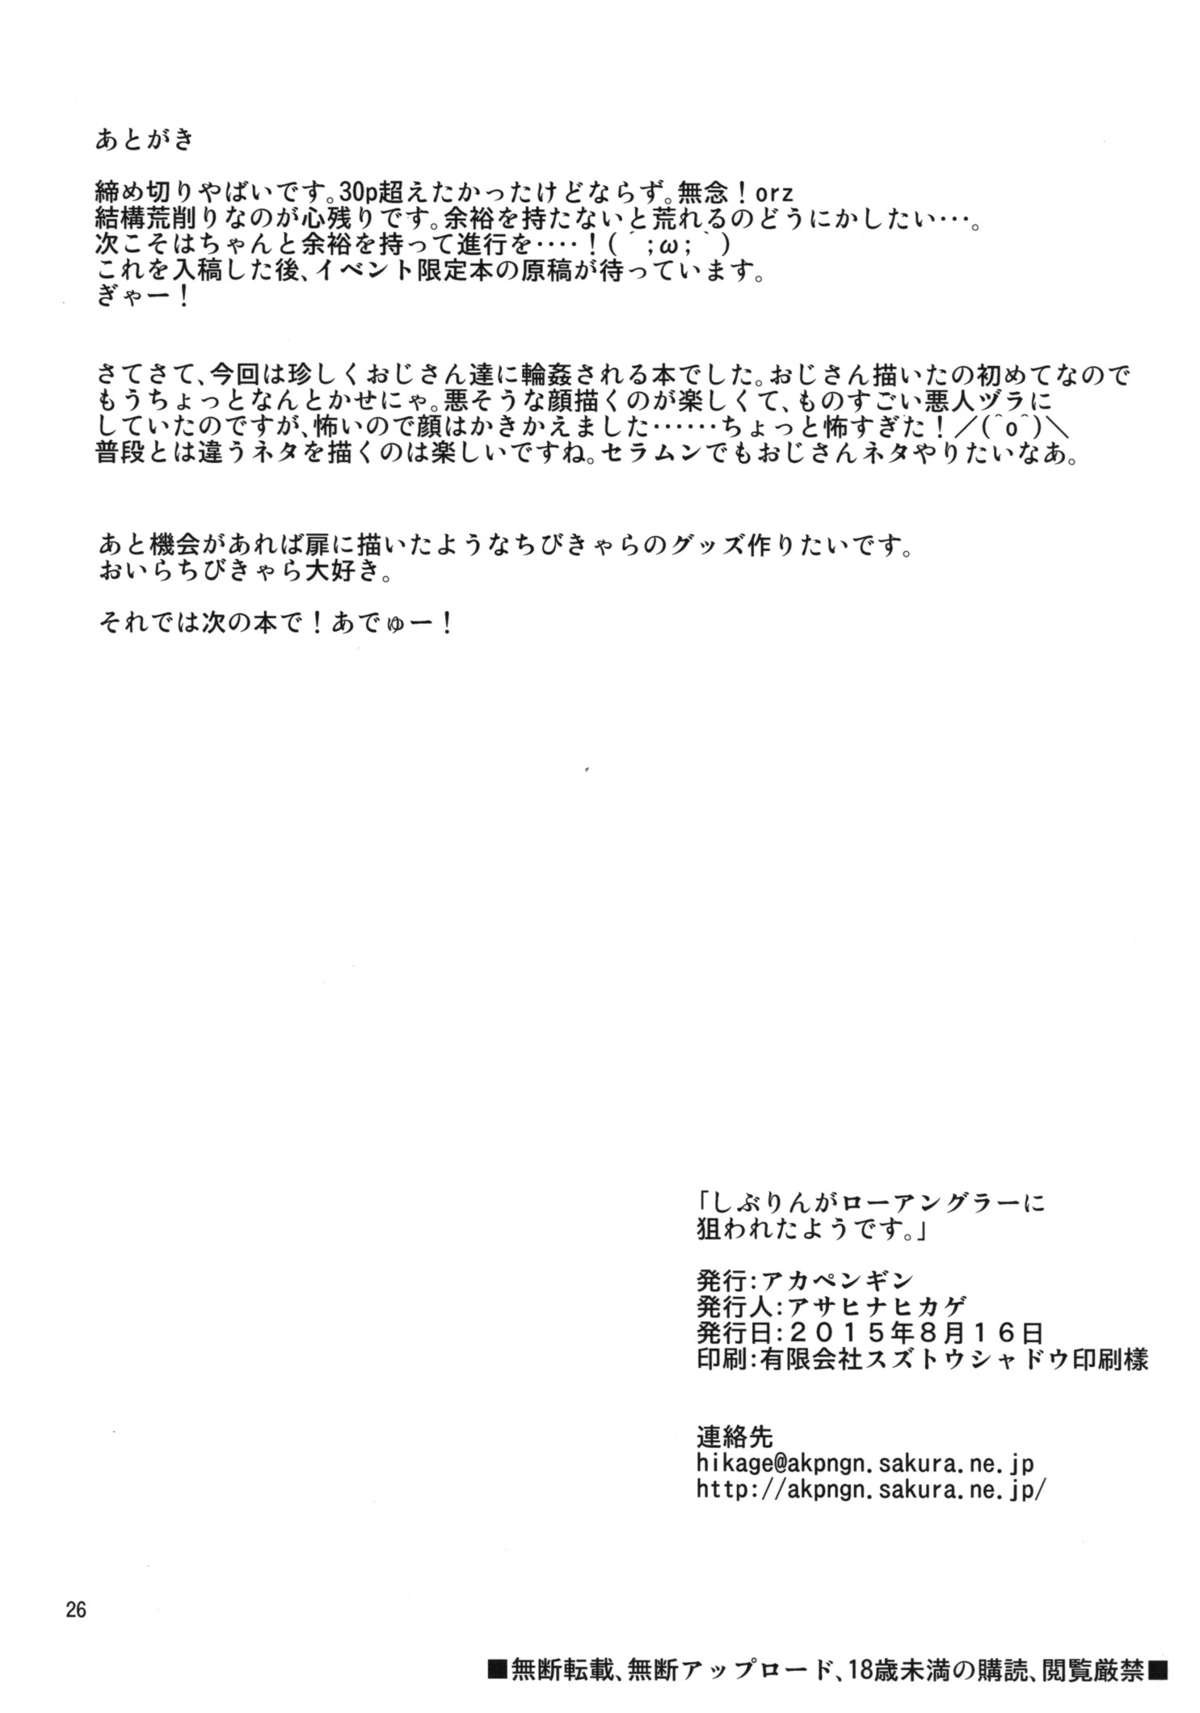 あとがき
締め切りやばいです。30p超えたかったけどならず。無念！orz
結構荒削りなのが心残りです。余裕を持たないと荒れるのどうにかしたい…。
次こそはちゃんと余裕を持って進行を‥‥！(´;ω;｀)
これを入稿した後、イベント限定本の原稿が待っています。
ぎゃー！
さてさて、今回は珍しくおじさん達に輪姦される本でした。おじさん描いたの初めてなので
もうちょっとなんとかせにゃ。悪そうな顔描くのが楽しくて、ものすごい悪人ヅラに
していたのですが、怖いので顔はかきかえました……ちょっと怖すぎた！／(＾o＾)＼
普段とは違うネタを描くのは楽しいですね。セラムンでもおじさんネタやりたいなあ。
あと機会があれば扉に描いたようなちびきゃらのグッズ作りたいです。
おいらちびきゃら大好き。
それでは次の本で！あでゅー！
「しぶりんがローアングラーに
狙われたようです。」
発行：アカペンギン
発行人：アサヒナヒカゲ
発行日：２０１５年８月１６日
印刷：有限会社スズトウシャドウ印刷様
連絡先
hikage@akpngn.sakura.ne.jp
http://akpngn.sakura.ne.jp/
26
■無断転載、無断アップロード、18歳未満の購読、閲覧厳禁■